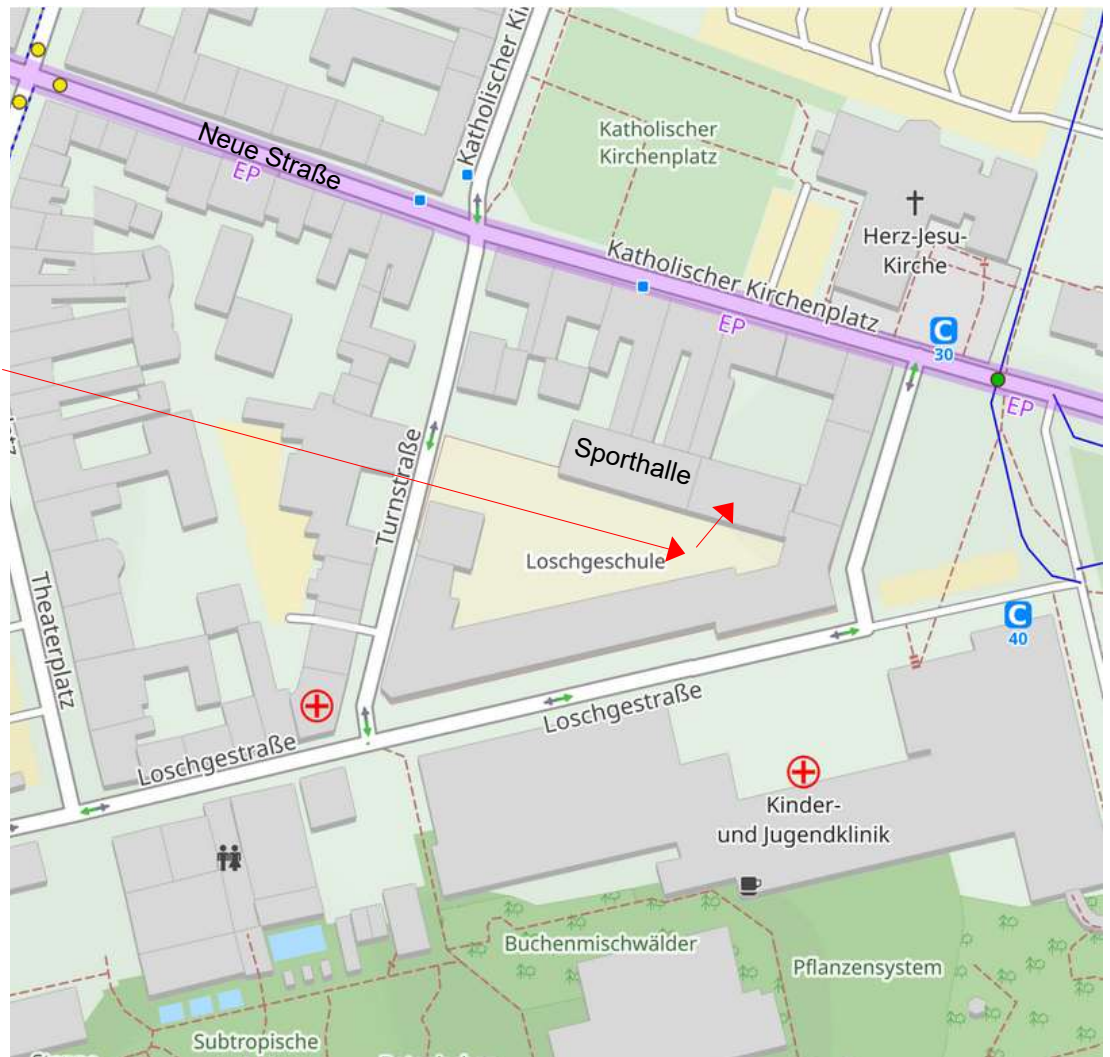 Katholischer Ki
Neue Straße
EP
Katholischer
Kirchenplatz
Herz-Jesu-
Kirche
Katholischer Kirchenplatz
EP
C
30
EP
Turnstraße
Sporthalle
Loschgeschule
Theaterplatz
C
40
Loschgestraße
Loschgestraße
Kinder-
und Jugendklinik
Buchenmischwälder
Pflanzensystem
Subtropische